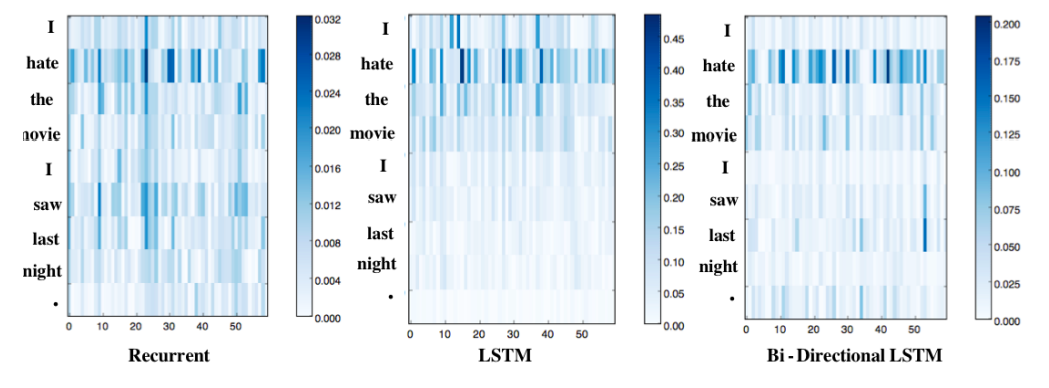 I
hate
the
movie
I
saw
last
night
.
0.032
0.028
0.024
0.020
0.016
0.012
0.008
0.004
0.000
0 10 20 30 40 50
Recurrent
I
hate
the
movie
I
saw
last
night
.
0.45
0.40
0.35
0.30
0.25
0.20
0.15
0.10
0.05
0.00
0 10 20 30 40 50
LSTM
I
hate
the
movie
I
saw
last
night
.
0.200
0.175
0.150
0.125
0.100
0.075
0.050
0.025
0.000
0 10 20 30 40 50
Bi - Directional LSTM